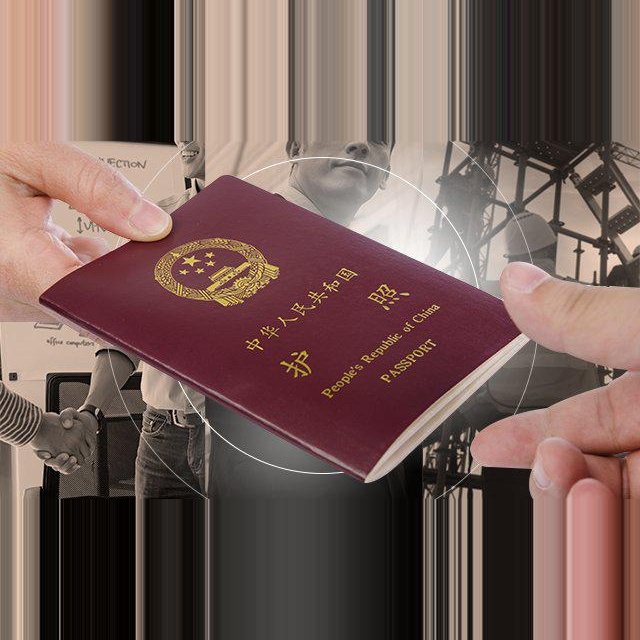 中华人民共和国
护照
People's Republic of China
PASSPORT
office computers